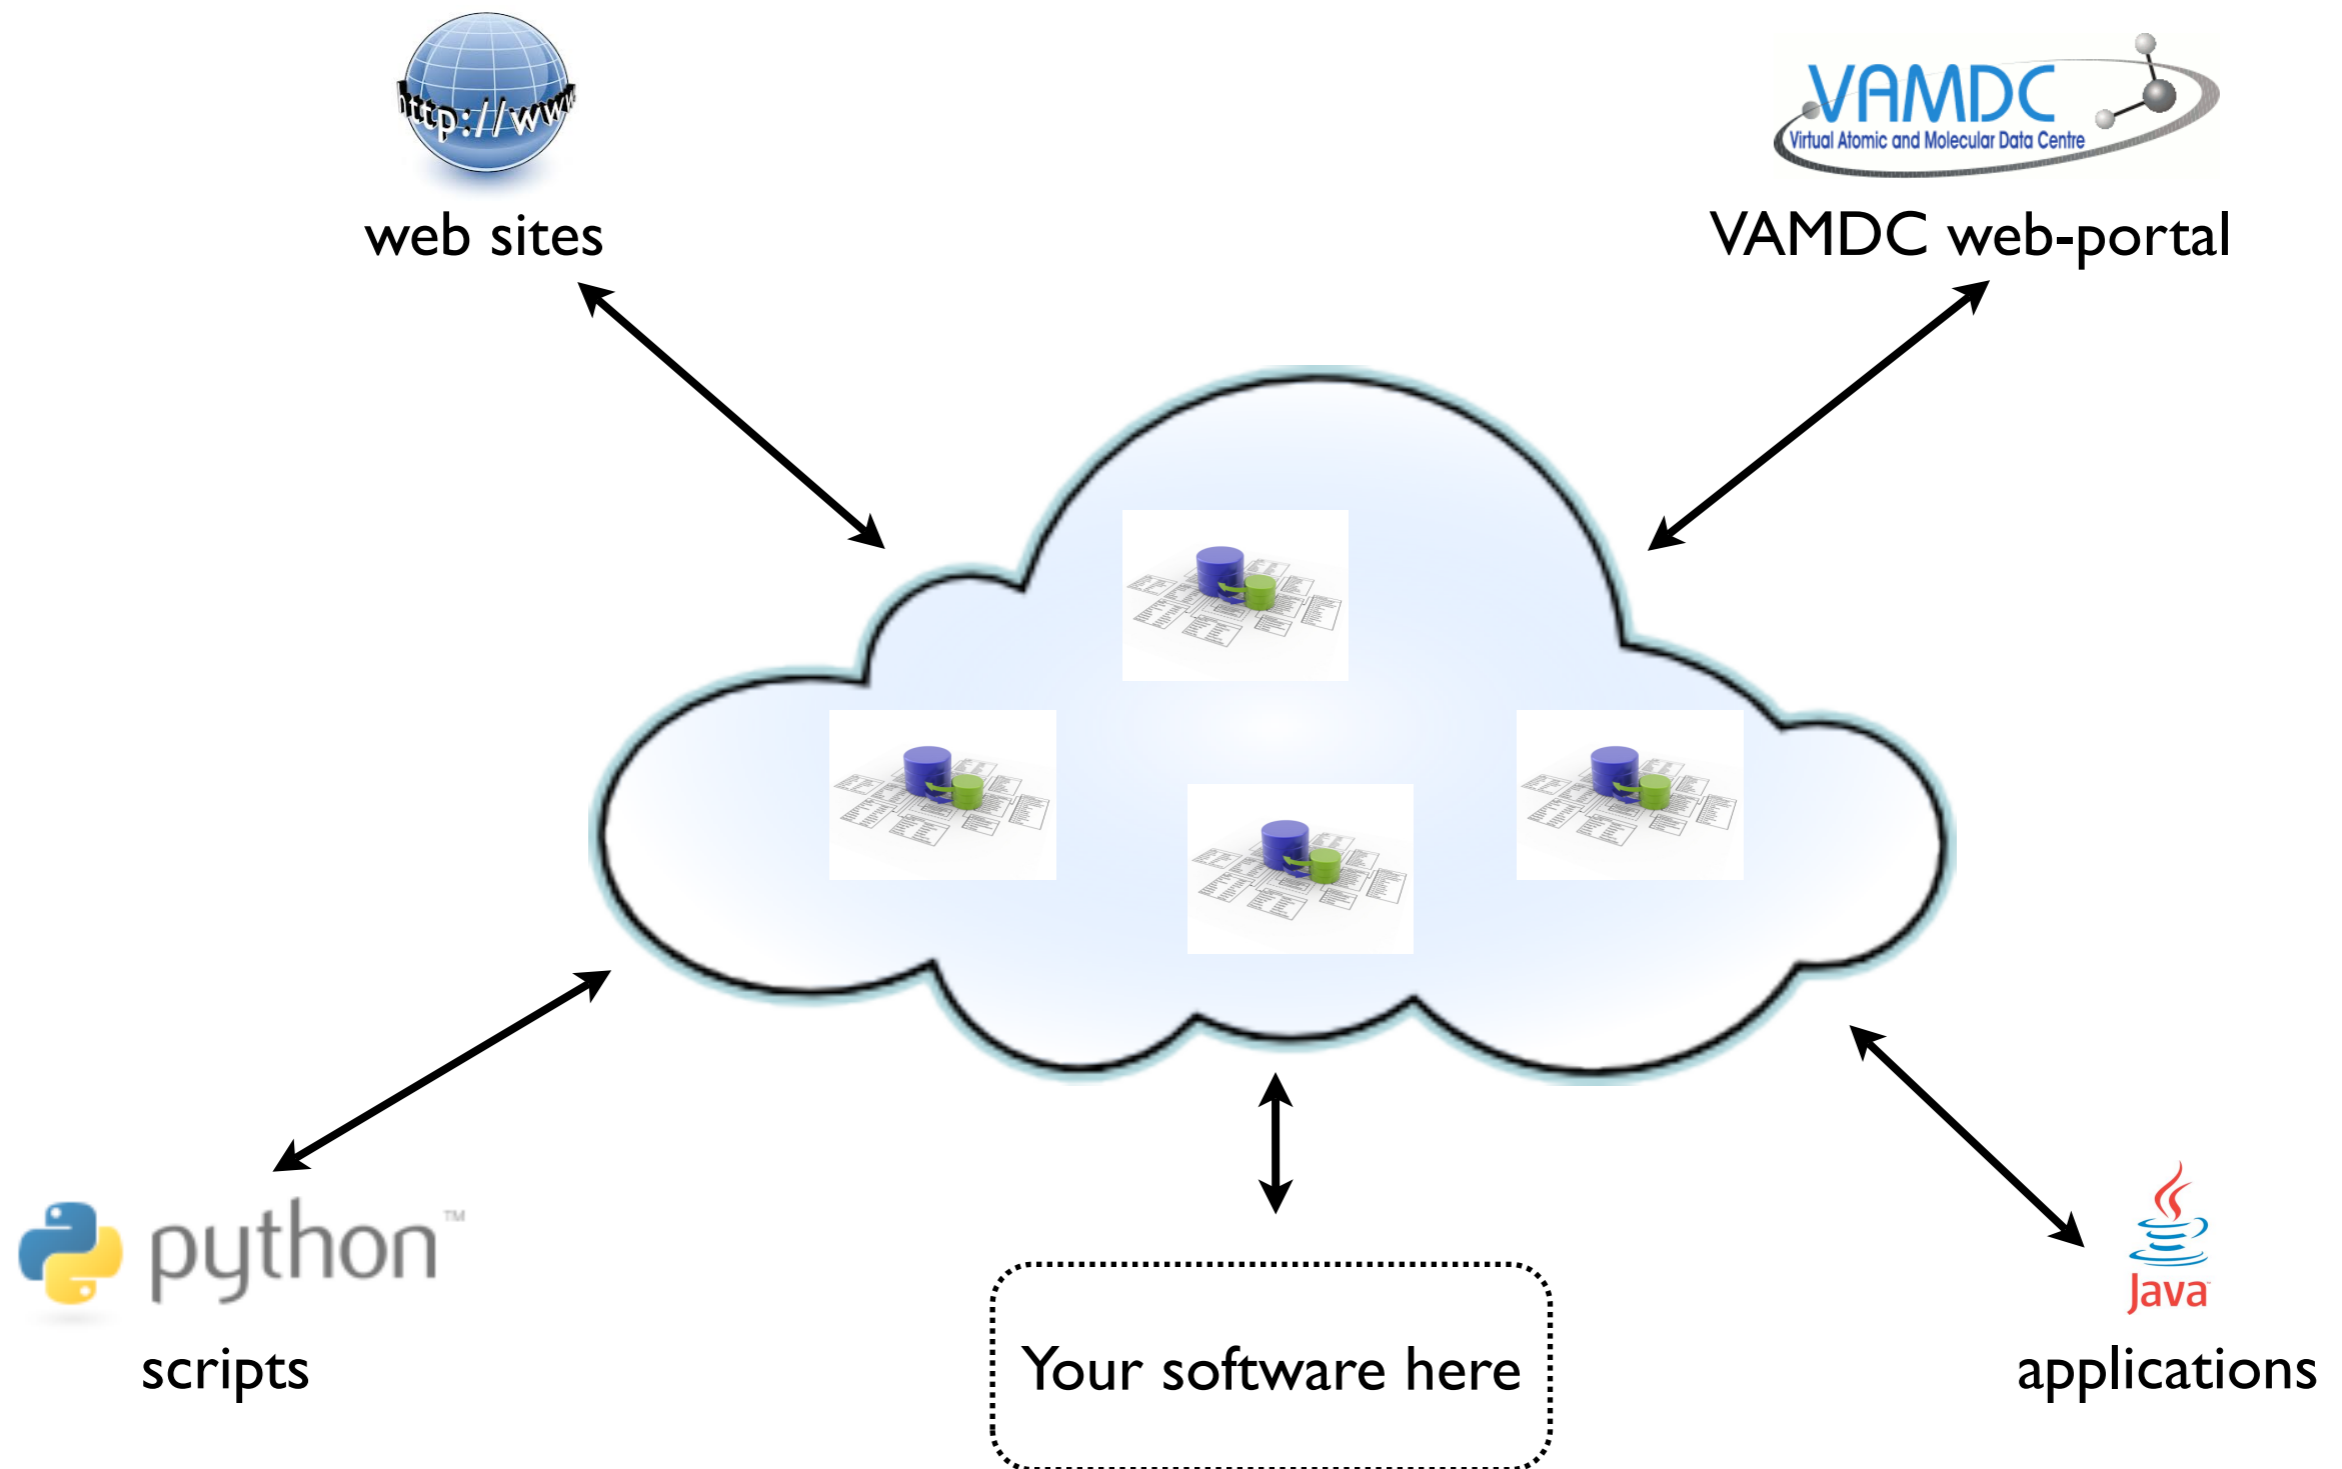 http://www
VAMDC
Virtual Atomic and Molecular Data Centre
web sites
VAMDC web-portal
python™
Java™
scripts
Your software here
applications